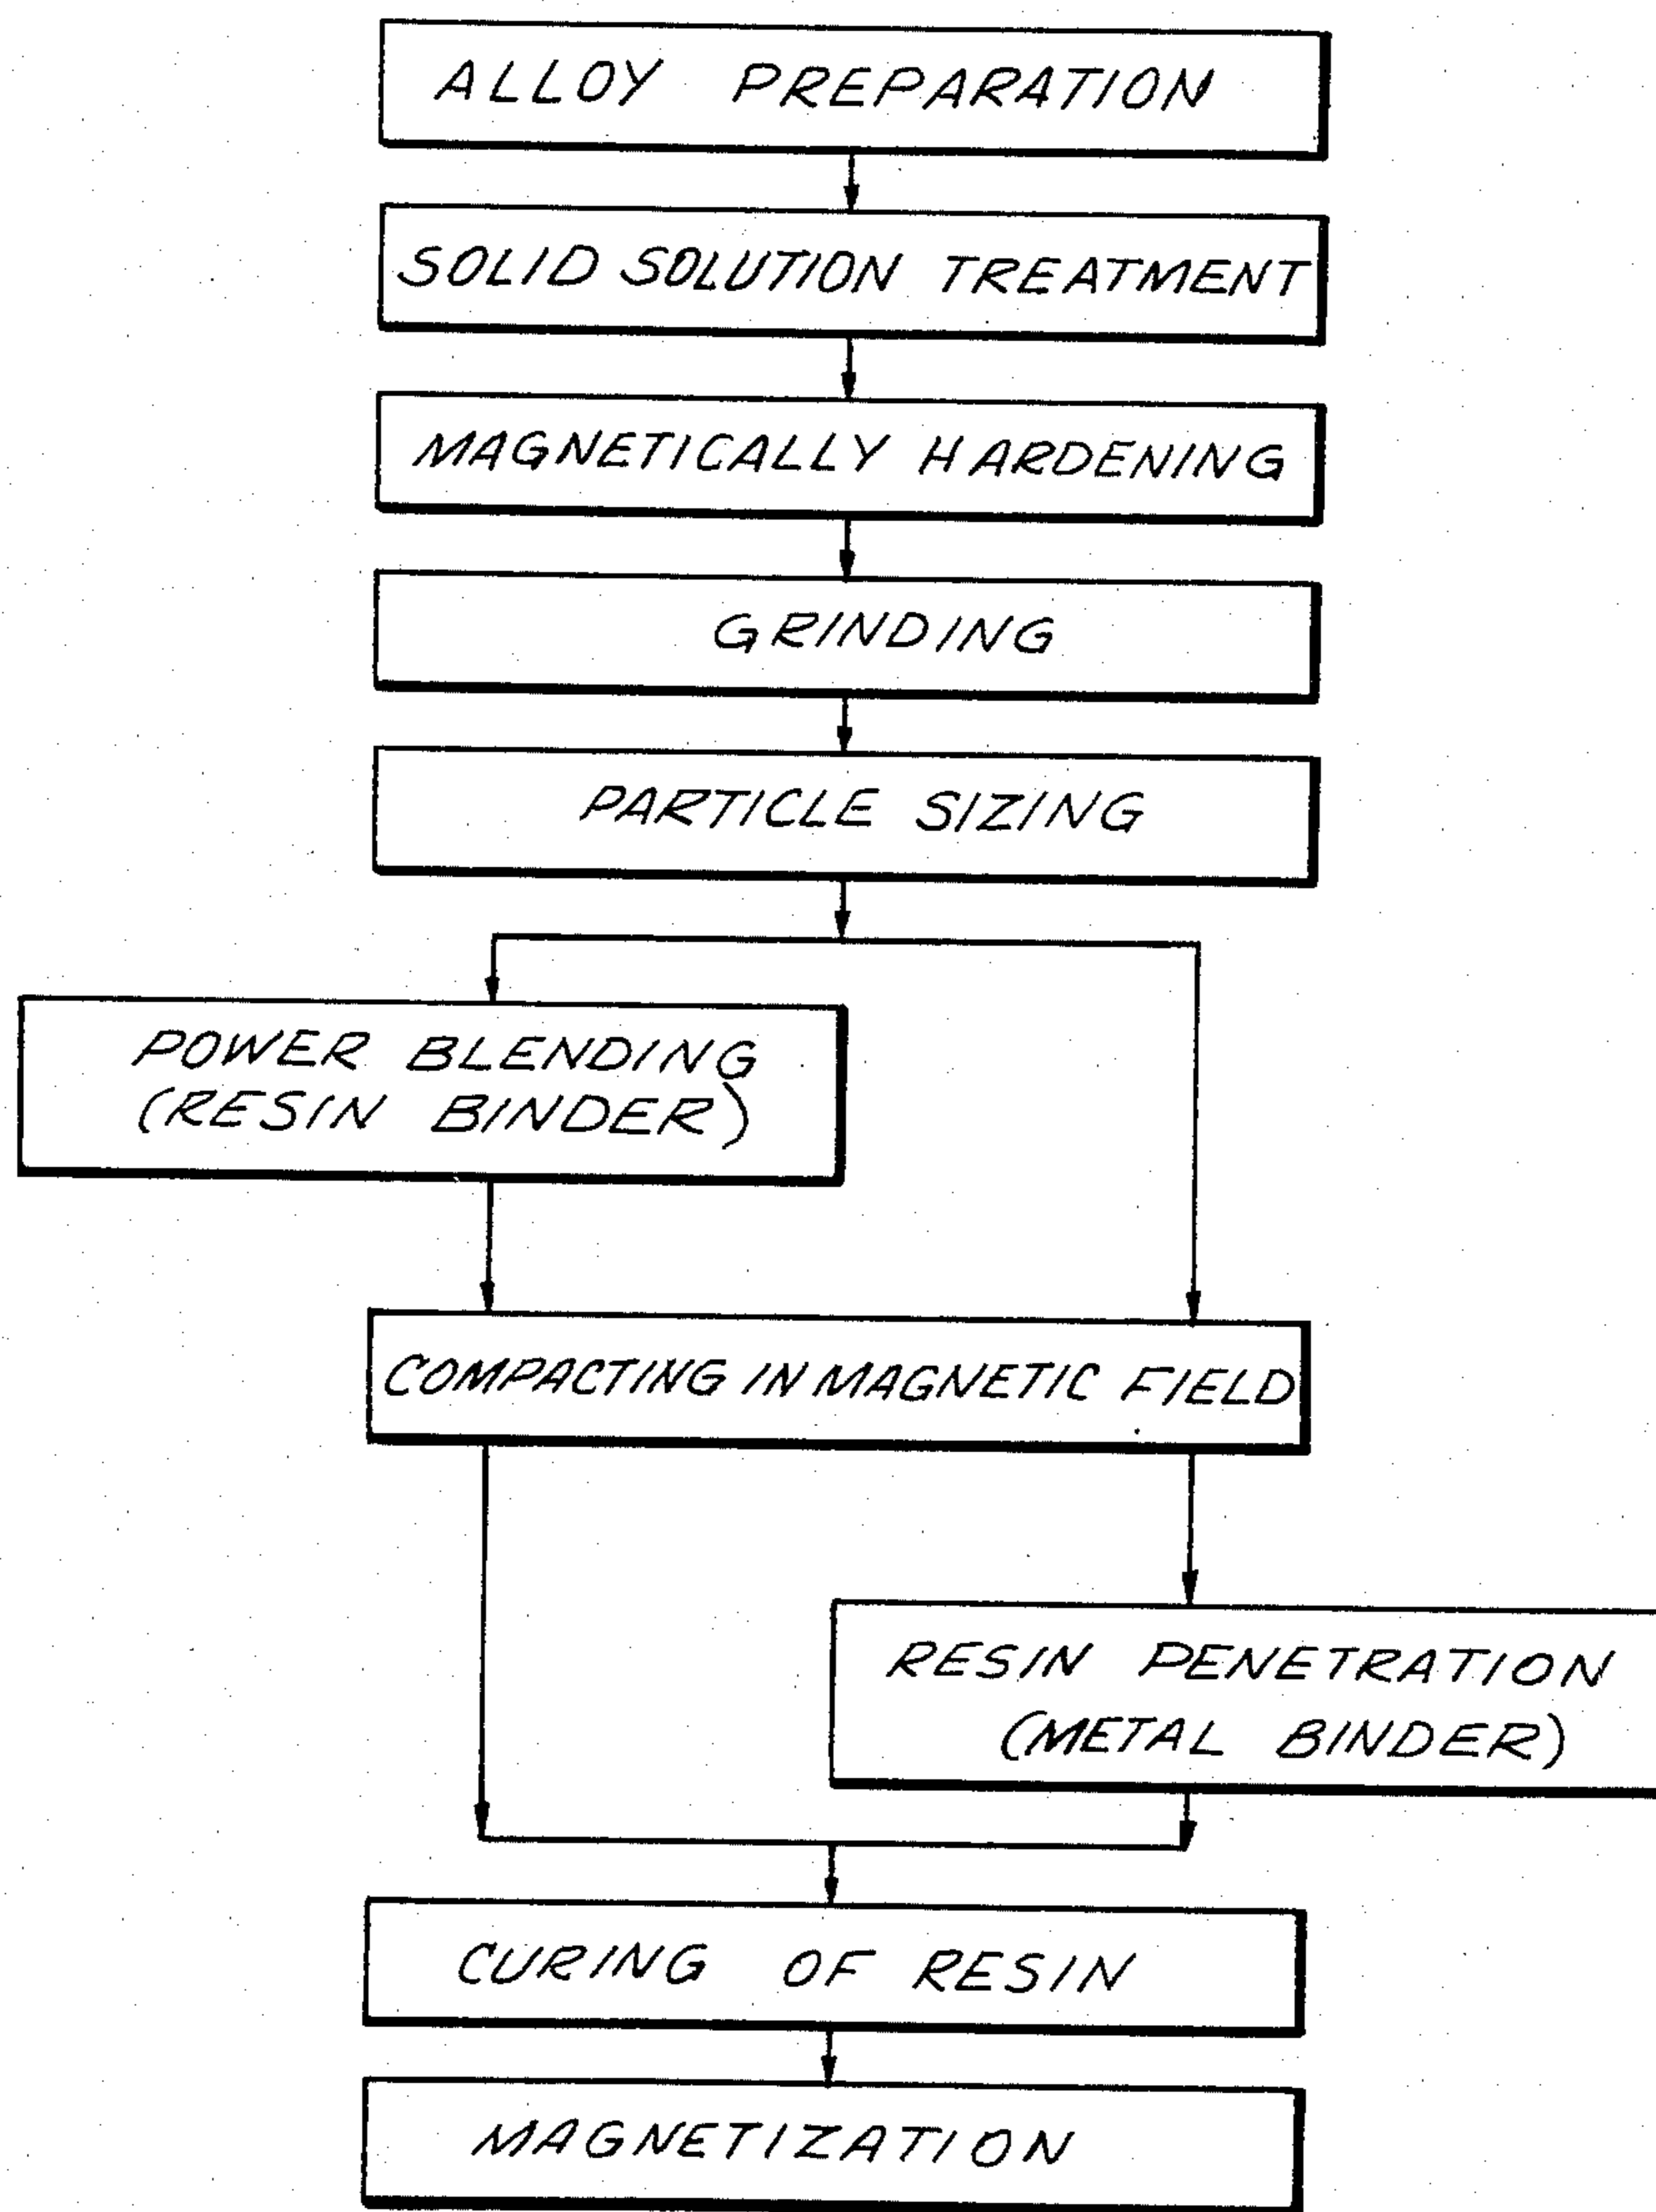 ALLOY PREPARATION
SOLID SOLUTION TREATMENT
MAGNETICALLY HARDENING
GRINDING
PARTICLE SIZING
POWER BLENDING
(RESIN BINDER)
COMPACTING IN MAGNETIC FIELD
RESIN PENETRATION
(METAL BINDER)
CURING OF RESIN
MAGNETIZATION